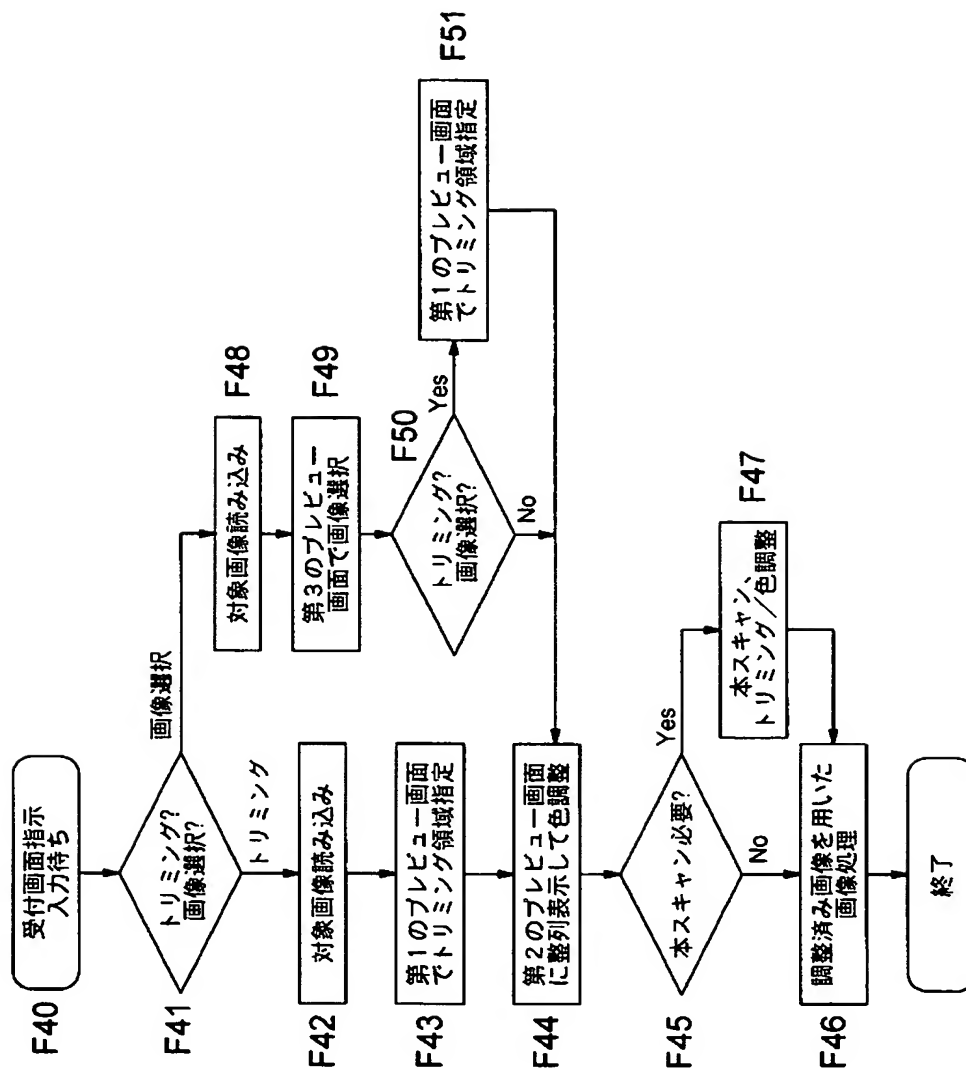 F40
受付画面指示
入力待ち
F41
トリミング?
画像選択?
画像選択
トリミング
F42
対象画像読み込み
F43
第1のプレビュー画面
でトリミング領域指定
F44
第2のプレビュー画面
に整列表示して色調整
F45
本スキャン必要?
Yes
No
F46
調整済み画像を用いた
画像処理
終了
F47
本スキャン、
トリミング/色調整
F48
対象画像読み込み
F49
第3のプレビュー
画面で画像選択
F50
トリミング?
画像選択?
Yes
No
F51
第1のプレビュー画面
でトリミング領域指定